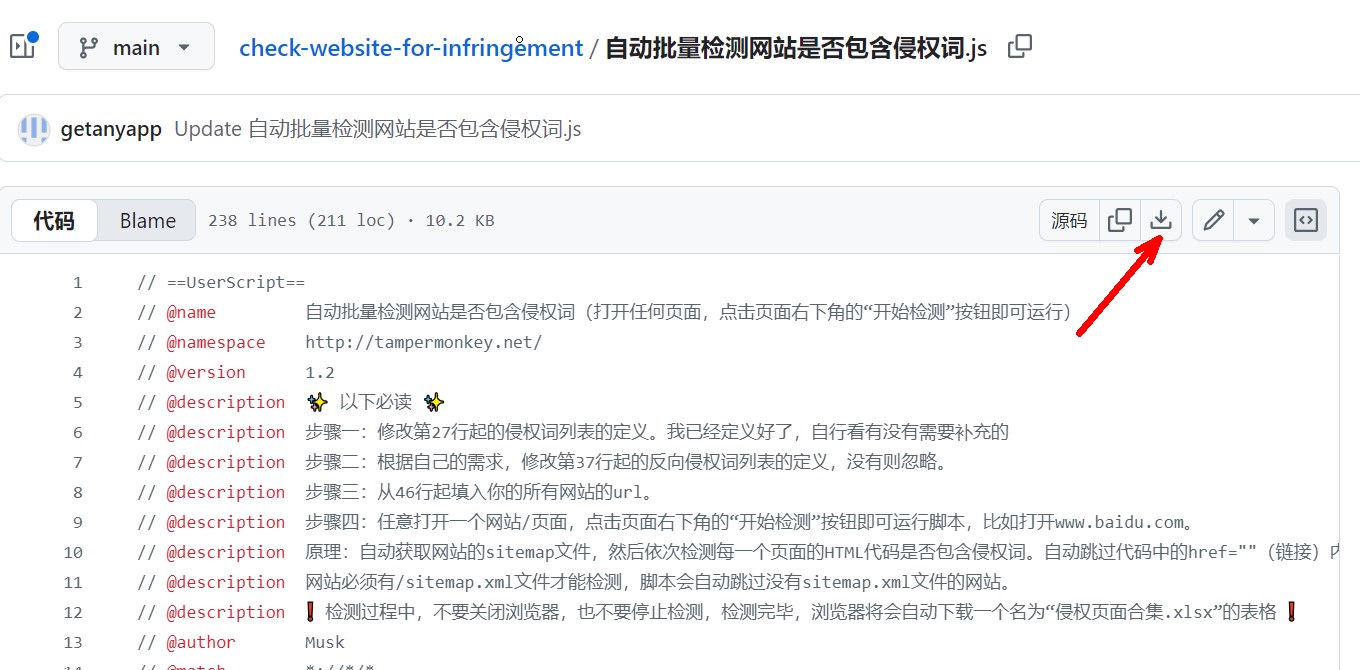 main
check-website-for-infringement / 自动批量检测网站是否包含侵权词.js
getanyapp Update 自动批量检测网站是否包含侵权词.js
代码 Blame 238 lines (211 loc) · 10.2 KB 源码
1 // ==UserScript==
2 // @name 自动批量检测网站是否包含侵权词（打开任何页面，点击页面右下角的“开始检测”按钮即可运行）
3 // @namespace http://tampermonkey.net/
4 // @version 1.2
5 // @description ✨ 以下必读 ✨
6 // @description 步骤一：修改第27行起的侵权词列表的定义。我已经定义好了，自行看有没有需要补充的
7 // @description 步骤二：根据自己的需求，修改第37行起的反向侵权词列表的定义，没有则忽略。
8 // @description 步骤三：从46行起填入你的所有网站的url。
9 // @description 步骤四：任意打开一个网站/页面，点击页面右下角的“开始检测”按钮即可运行脚本，比如打开www.baidu.com。
10 // @description 原理：自动获取网站的sitemap文件，然后依次检测每一个页面的HTML代码是否包含侵权词。自动跳过代码中的href=""（链接）
11 // @description 网站必须有/sitemap.xml文件才能检测，脚本会自动跳过没有sitemap.xml文件的网站。
12 // @description ❗ 检测过程中，不要关闭浏览器，也不要停止检测，检测完毕，浏览器将会自动下载一个名为“侵权页面合集.xlsx”的表格 ❗
13 // @author Musk
14 // @match *://*/*